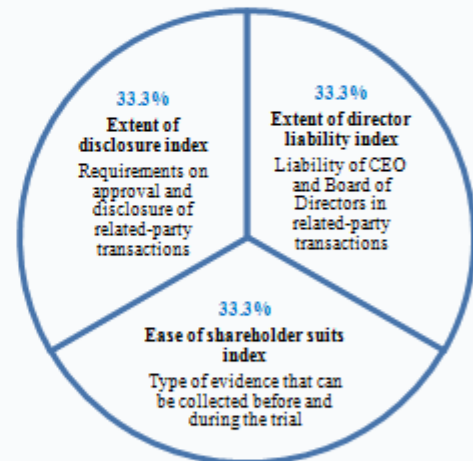 33.3%
Extent of
disclosure index
Requirements on
approval and
disclosure of
related-party
transactions
33.3%
Extent of director
liability index
Liability of CEO
and Board of
Directors in
related-party
transactions
33.3%
Ease of shareholder suits
index
Type of evidence that can
be collected before and
during the trial